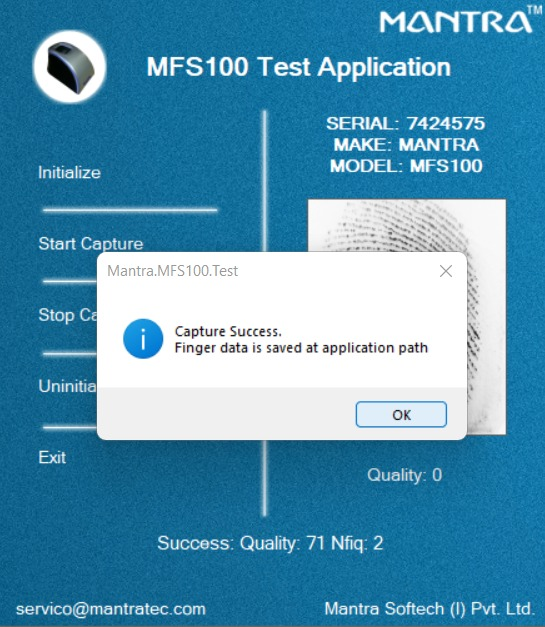 MANTRA™
MFS100 Test Application
SERIAL: 7424575
MAKE: MANTRA
MODEL: MFS100
Initialize
Start Capture
Mantra.MFS100.Test
Stop Ca
Capture Success.
Finger data is saved at application path
Uninitia
OK
Exit
Quality: 0
Success: Quality: 71 Nfiq: 2
servico@mantratec.com
Mantra Softech (I) Pvt. Ltd.